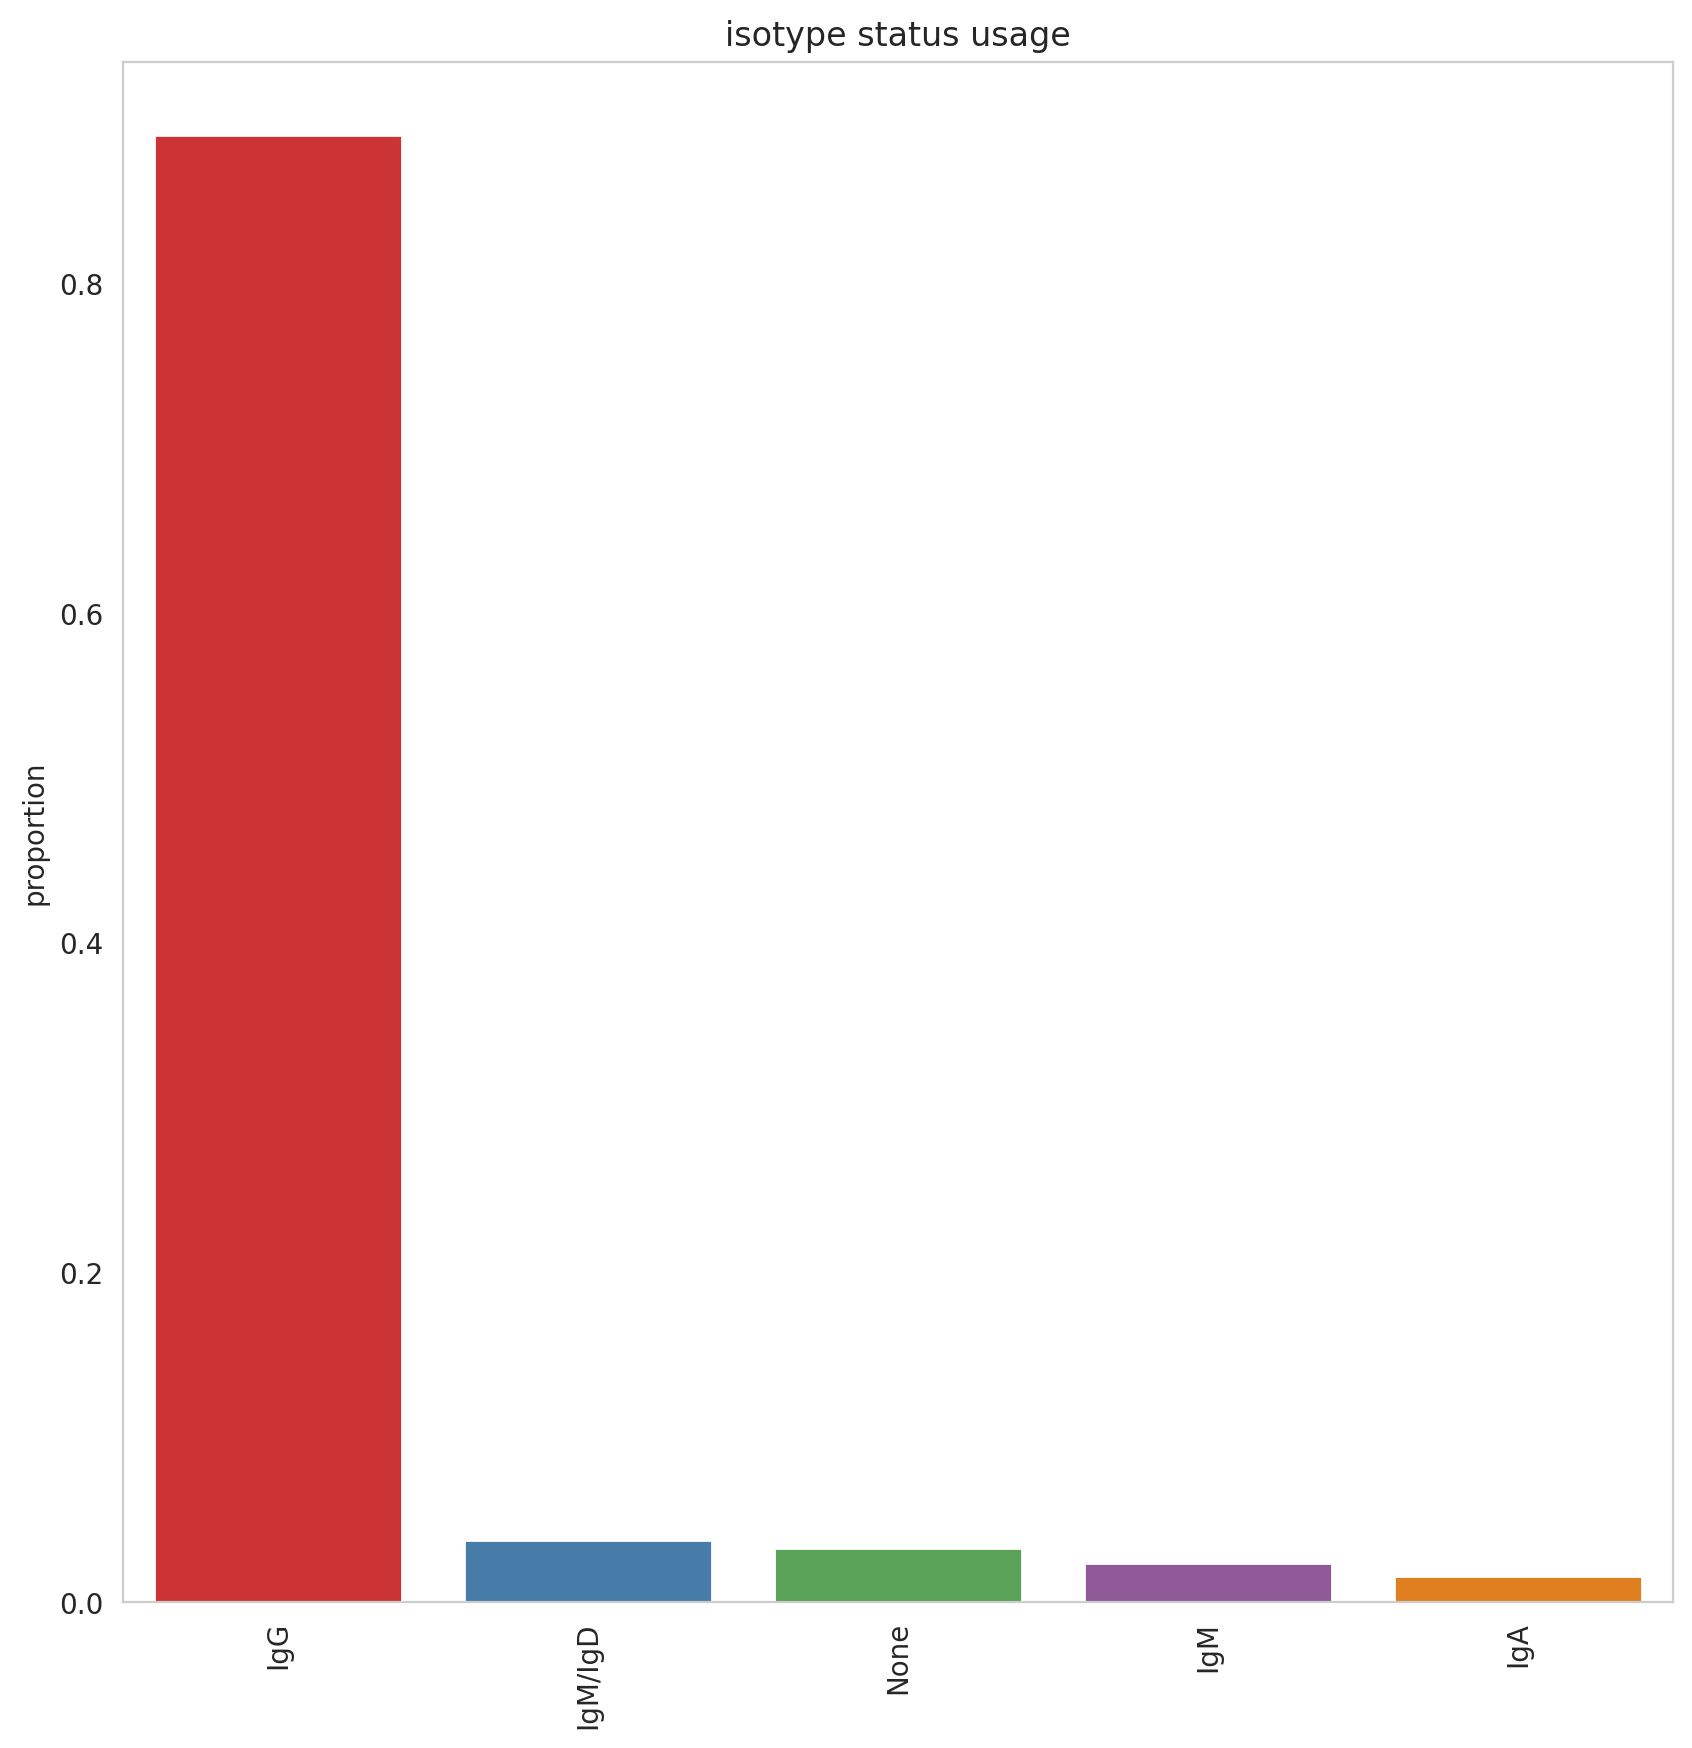 isotype status usage
proportion
0.8
0.6
0.4
0.2
0.0
IgG
IgM/IgD
None
IgM
IgA